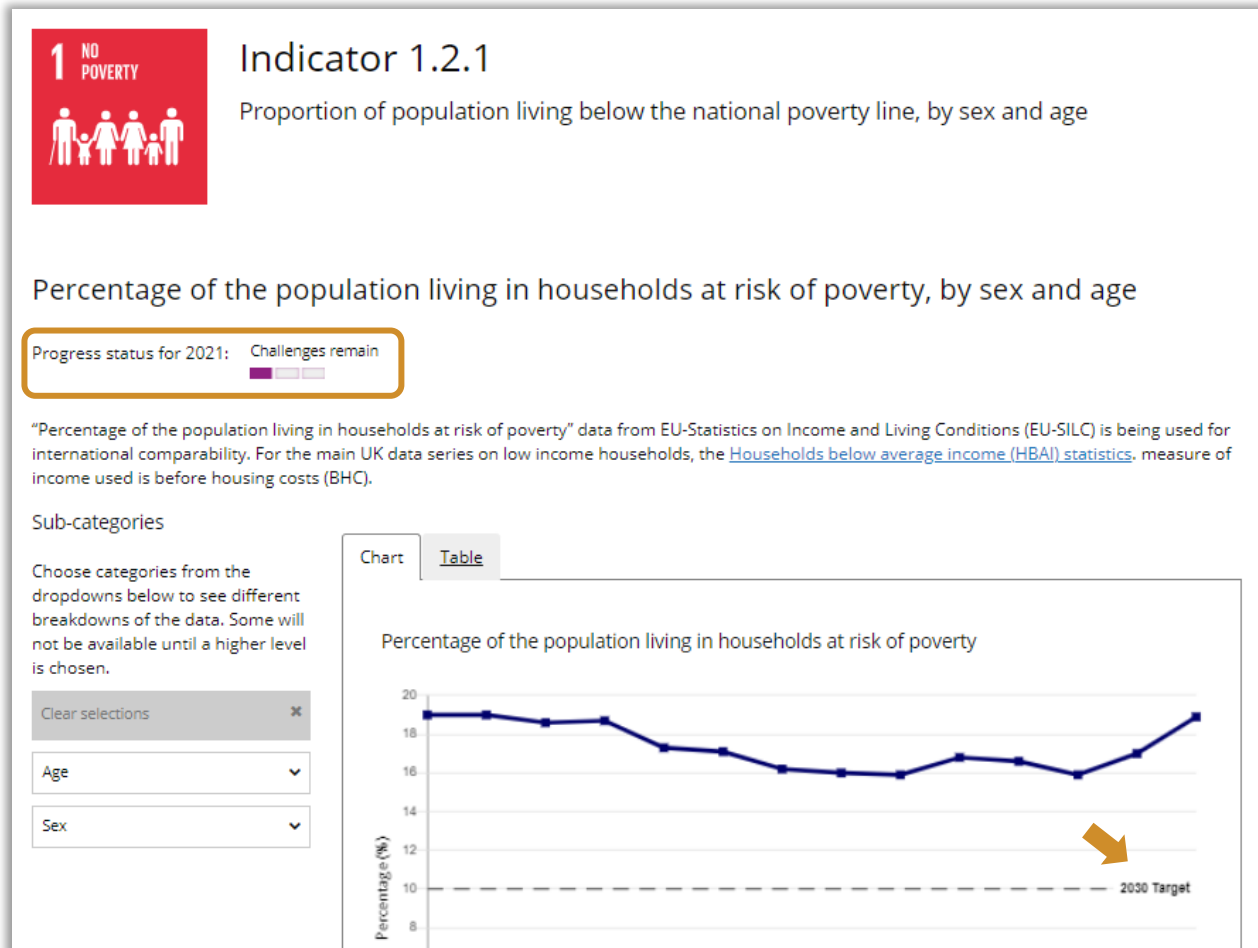 1 NO
POVERTY
Indicator 1.2.1
Proportion of population living below the national poverty line, by sex and age
Percentage of the population living in households at risk of poverty, by sex and age
Progress status for 2021: Challenges remain
“Percentage of the population living in households at risk of poverty” data from EU-Statistics on Income and Living Conditions (EU-SILC) is being used for
international comparability. For the main UK data series on low income households, the Households below average income (HBAI) statistics. measure of
income used is before housing costs (BHC).
Sub-categories
Choose categories from the
dropdowns below to see different
breakdowns of the data. Some will
not be available until a higher level
is chosen.
Clear selections ×
Age
Sex
Chart Table
Percentage of the population living in households at risk of poverty
20
18
16
14
12
10
8
Percentage (%)
2030 Target